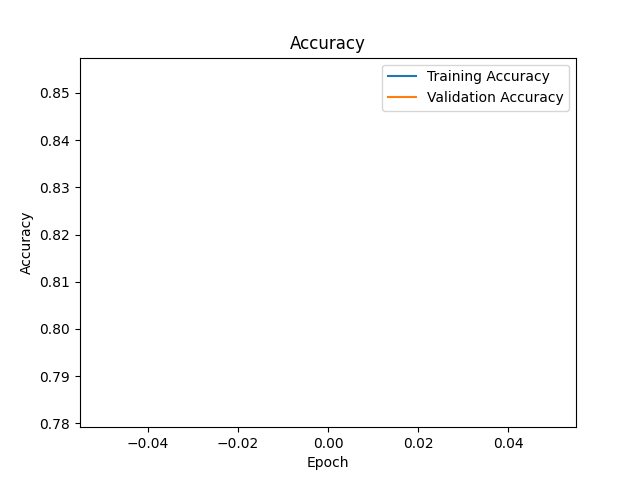 Accuracy
Training Accuracy
Validation Accuracy
0.85
0.84
0.83
0.82
0.81
0.80
0.79
0.78
Accuracy
−0.04
−0.02
0.00
0.02
0.04
Epoch